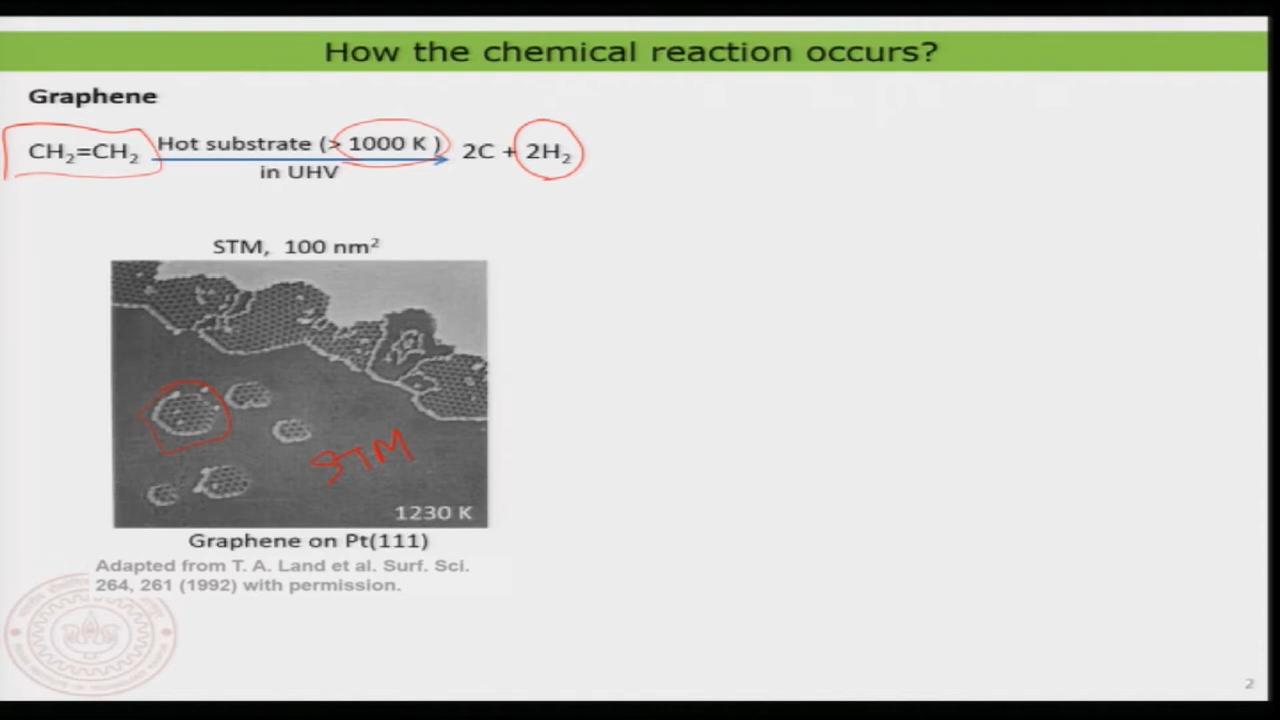 How the chemical reaction occurs?
Graphene
CH₂=CH₂ Hot substrate (> 1000 K ) 2C + 2H₂
in UHV
STM, 100 nm²
STM
1230 K
Graphene on Pt(111)
Adapted from T. A. Land et al. Surf. Sci.
264, 261 (1992) with permission.
2